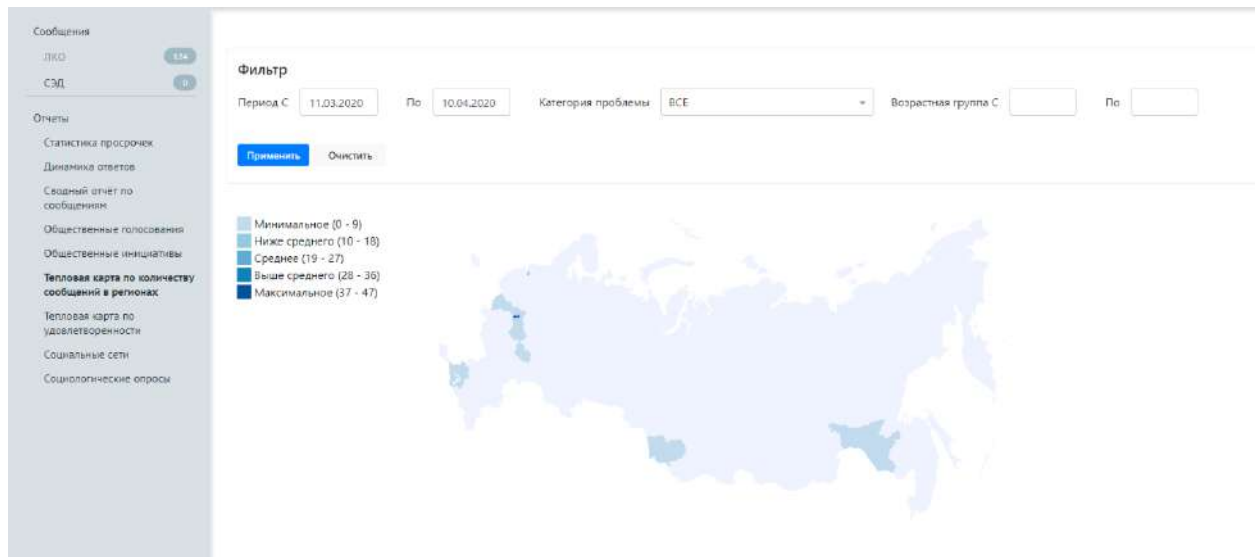 Сообщения
ЛКО
134
СЭД
0
Отчеты
Статистика просрочек
Динамика ответов
Сводный отчёт по
сообщениям
Общественные голосования
Общественные инициативы
Тепловая карта по количеству
сообщений в регионах
Тепловая карта по
удовлетворенности
Социальные сети
Социологические опросы
Фильтр
Период С 11.03.2020 По 10.04.2020 Категория проблемы ВСЕ Возрастная группа С По
Применить Очистить
Минимальное (0 - 9)
Ниже среднего (10 - 18)
Среднее (19 - 27)
Выше среднего (28 - 36)
Максимальное (37 - 47)